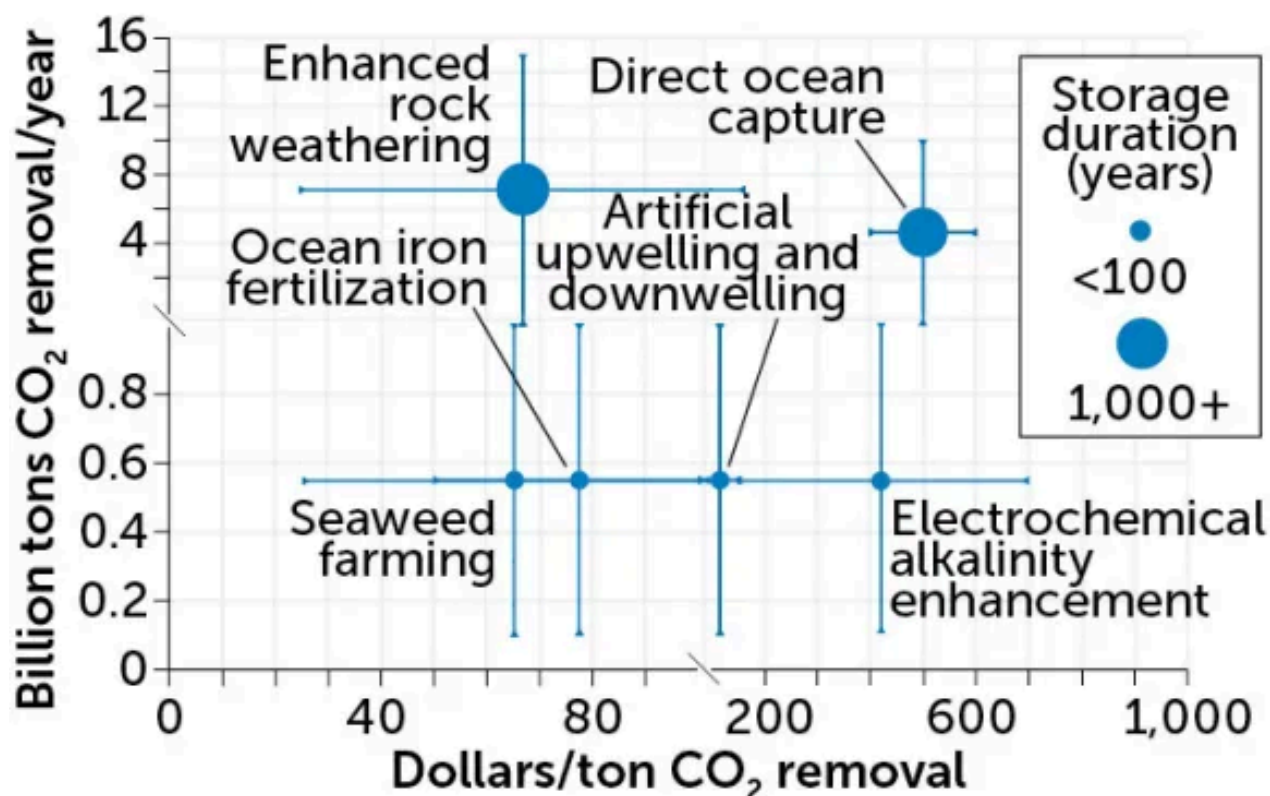 Billion tons CO₂ removal/year
16
12
8
4
0.8
0.6
0.4
0.2
0
Enhanced
rock
weathering
Direct ocean
capture
Ocean iron
fertilization
Artificial
upwelling and
downwelling
Seaweed
farming
Electrochemical
alkalinity
enhancement
Storage
duration
(years)
<100
1,000+
0 40 80 200 600 1,000
Dollars/ton CO₂ removal